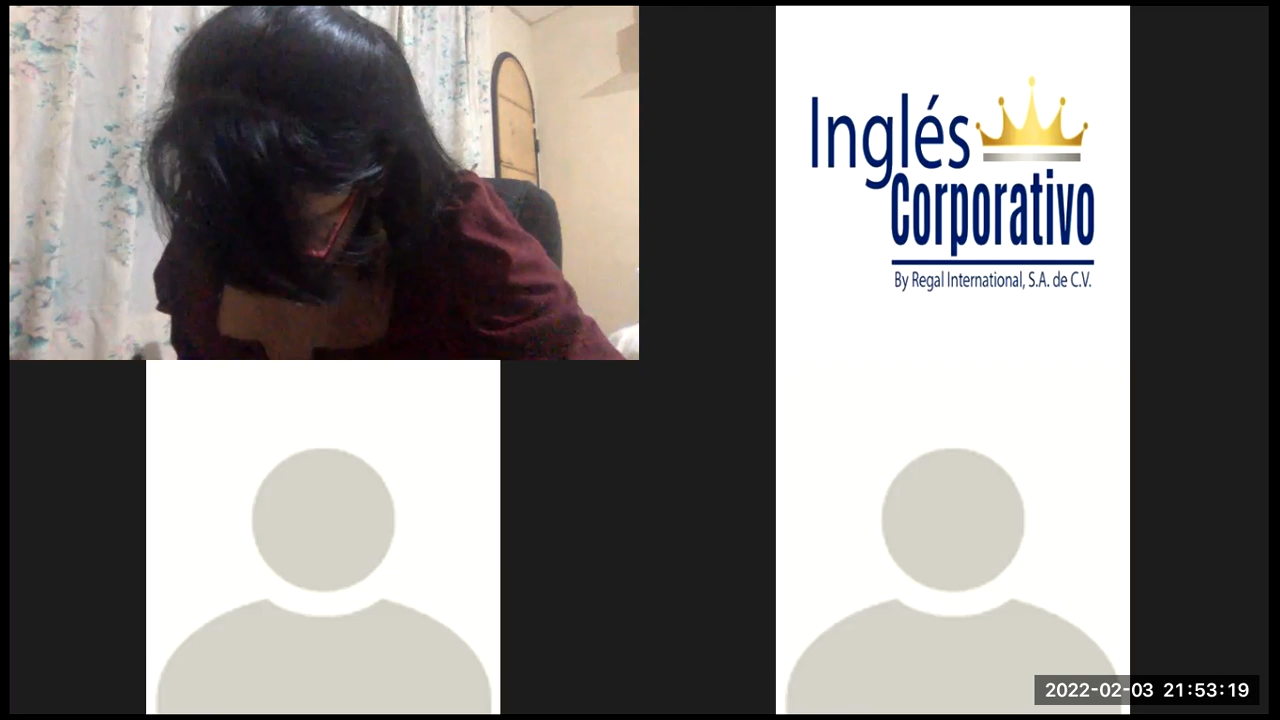 Inglés
Corporativo
By Regal International, S.A. de C.V.
2022-02-03 21:53:19